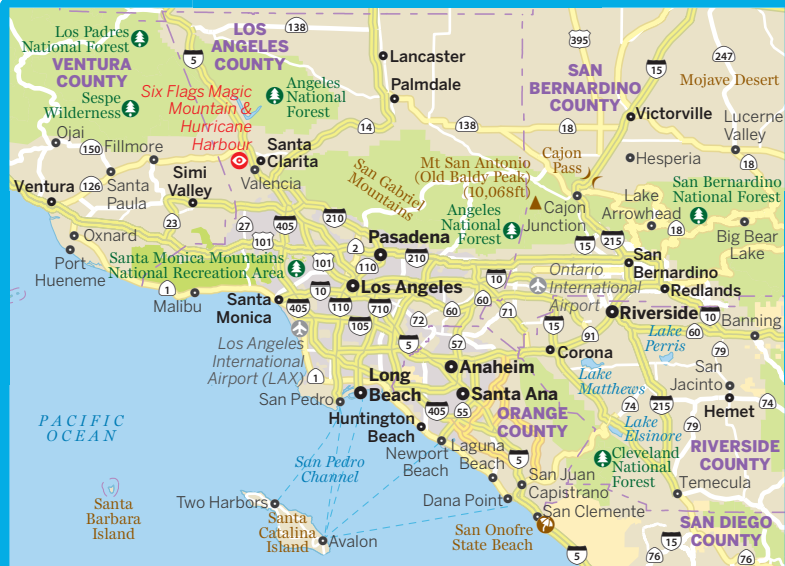 138
395
247
Los Padres
National Forest
LOS
ANGELES
COUNTY
5
15
VENTURA
COUNTY
Lancaster
SAN
BERNARDINO
COUNTY
Mojave Desert
Sespe
Wilderness
Six Flags Magic
Mountain &
Hurricane
Harbour
Angeles
National
Forest
Palmdale
Victorville
Lucerne
Valley
Ojai
150
Fillmore
14
138
18
18
Santa
Clarita
Valencia
San Gabriel
Mountains
Mt San Antonio
(Old Baldy Peak)
(10,068ft)
Cajon
Pass
Hesperia
Ventura
126
Santa
Paula
Simi
Valley
Angeles
National
Forest
Cajon
Junction
Lake
Arrowhead
San Bernardino
National Forest
23
27
405
210
101
Oxnard
Port
Hueneme
Pasadena
2
15
215
18
Big Bear
Lake
Santa Monica Mountains
National Recreation Area
101
110
210
10
Ontario
International
Airport
San
Bernardino
Redlands
1
Malibu
Santa
Monica
10
Los Angeles
405
110
710
60
60
71
Riverside
10
Banning
105
72
15
91
Lake
Perris
60
79
Los Angeles
International
Airport (LAX)
5
57
Corona
1
Anaheim
Lake
Matthews
San
Jacinto
San Pedro
Long
Beach
Santa Ana
74
215
Hemet
74
Huntington
Beach
405
55
ORANGE
COUNTY
Lake
Elsinore
79
PACIFIC
OCEAN
Newport
Beach
Laguna
Beach
5
Cleveland
National
Forest
RIVERSIDE
COUNTY
San Pedro
Channel
San Juan
Capistrano
Temecula
Santa
Barbara
Island
Two Harbors
Santa
Catalina
Island
Avalon
Dana Point
San Clemente
San Onofre
State Beach
SAN DIEGO
COUNTY
5
15
76
76